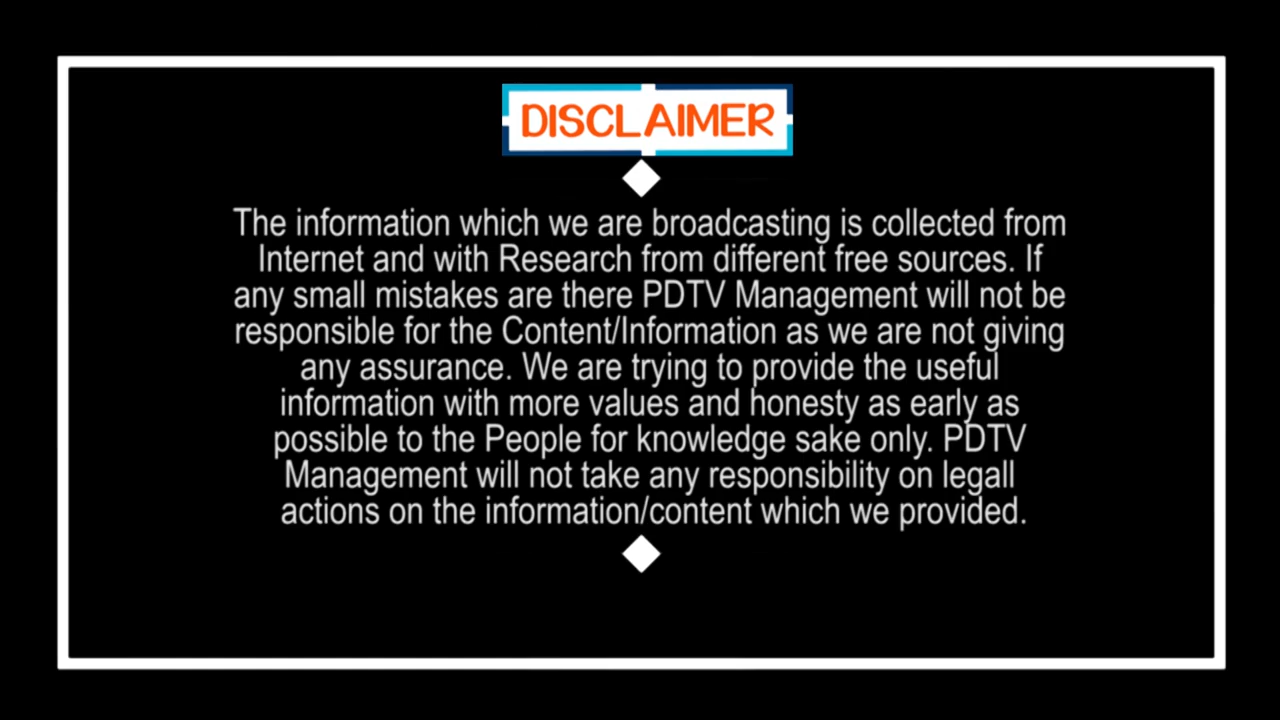 DISCLAIMER
The information which we are broadcasting is collected from
Internet and with Research from different free sources. If
any small mistakes are there PDTV Management will not be
responsible for the Content/Information as we are not giving
any assurance. We are trying to provide the useful
information with more values and honesty as early as
possible to the People for knowledge sake only. PDTV
Management will not take any responsibility on legall
actions on the information/content which we provided.